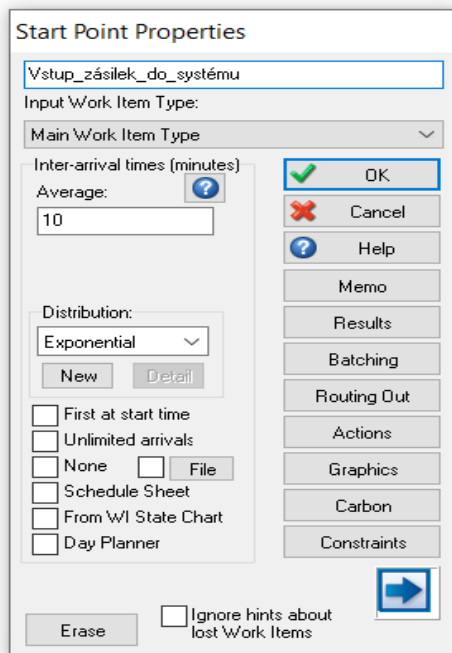 Start Point Properties
Vstup_zásilek_do_systému
Input Work Item Type:
Main Work Item Type
Inter-arrival times (minutes)
Average:
10
Distribution:
Exponential
New
Detail
First at start time
Unlimited arrivals
None
File
Schedule Sheet
From WI State Chart
Day Planner
OK
Cancel
Help
Memo
Results
Batching
Routing Out
Actions
Graphics
Carbon
Constraints
Erase
Ignore hints about
lost Work Items